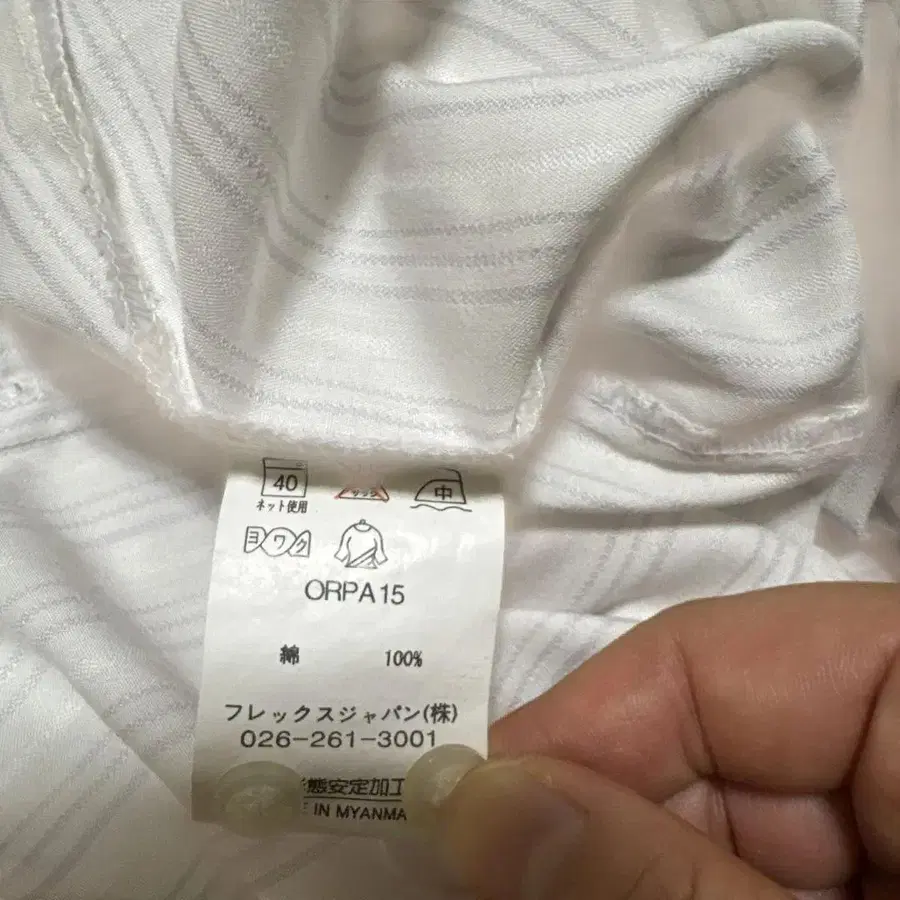 40 中
ネット使用
ヨワク
ORPA15
綿 100%
フレックスジャパン(株)
026-261-3001
態安定加工
IN MYANMA